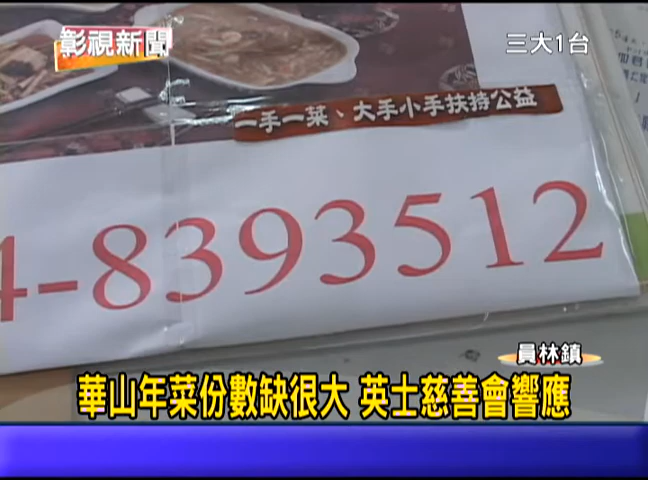 彰視新聞
三大1台
一手一菜、大手小手扶持公益
4-8393512
員林鎮
華山年菜份數缺很大 英士慈善會響應